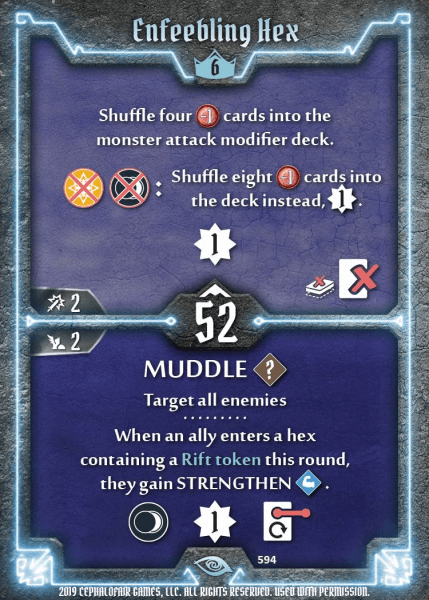 Enfeebling Hex
6
Shuffle four -1 cards into the
monster attack modifier deck.
: Shuffle eight -1 cards into
the deck instead, 1.
1
2
52
2
MUDDLE ?
Target all enemies
.........
When an ally enters a hex
containing a Rift token this round,
they gain STRENGTHEN .
1
594
2019 CEPHALOFAIR GAMES, LLC. ALL RIGHTS RESERVED. USED WITH PERMISSION.